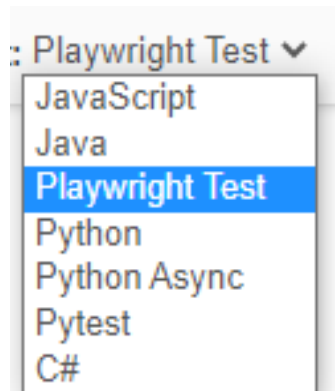 : Playwright Test
JavaScript
Java
Playwright Test
Python
Python Async
Pytest
C#